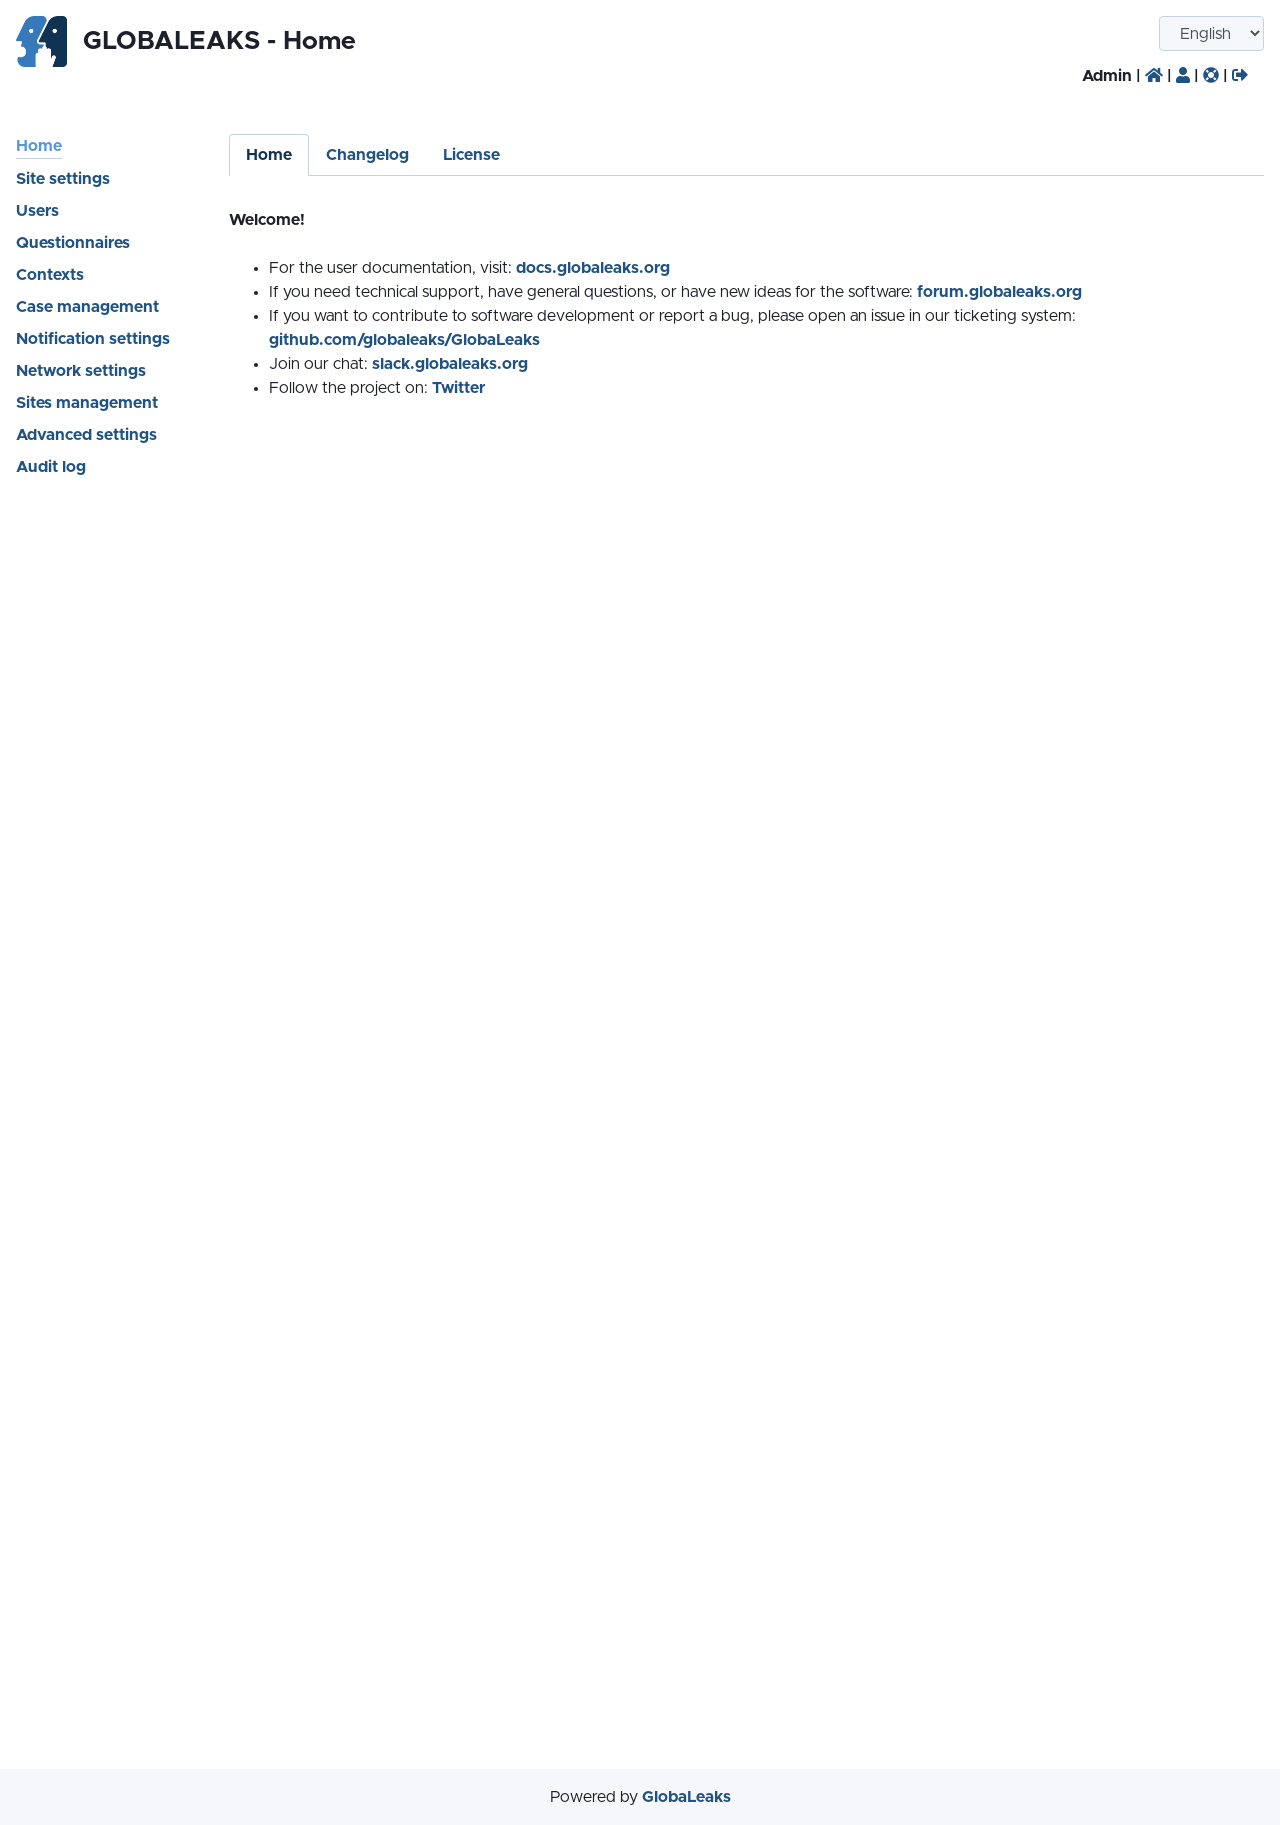 GLOBALEAKS - Home
English
Admin | | | |
Home
Site settings
Users
Questionnaires
Contexts
Case management
Notification settings
Network settings
Sites management
Advanced settings
Audit log
Home Changelog License
Welcome!
• For the user documentation, visit: docs.globaleaks.org
• If you need technical support, have general questions, or have new ideas for the software: forum.globaleaks.org
• If you want to contribute to software development or report a bug, please open an issue in our ticketing system:
github.com/globaleaks/GlobaLeaks
• Join our chat: slack.globaleaks.org
• Follow the project on: Twitter
Powered by GlobaLeaks